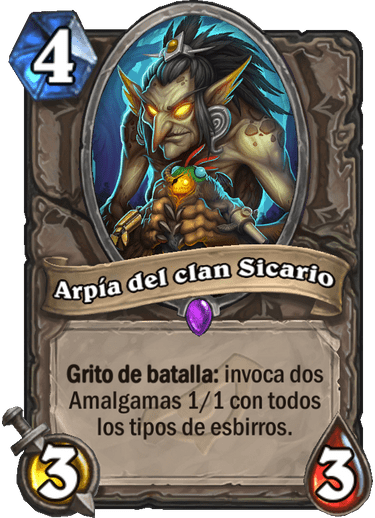 4
Arpía del clan Sicario
Grito de batalla: invoca dos
Amalgamas 1/1 con todos
los tipos de esbirros.
3 3